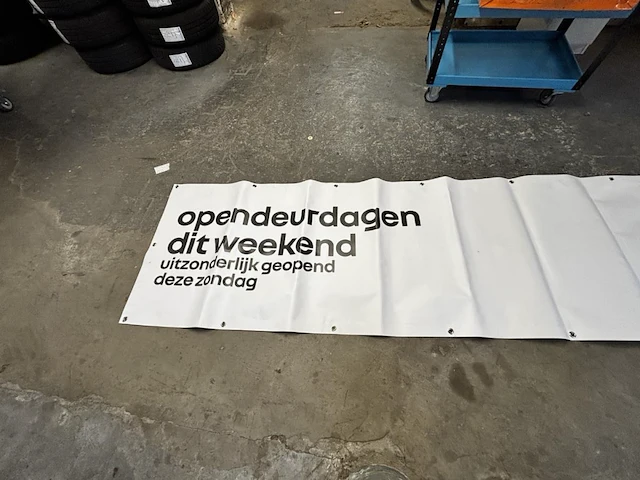 opendeurdagen
dit weekend
uitzonderlijk geopend
deze zondag